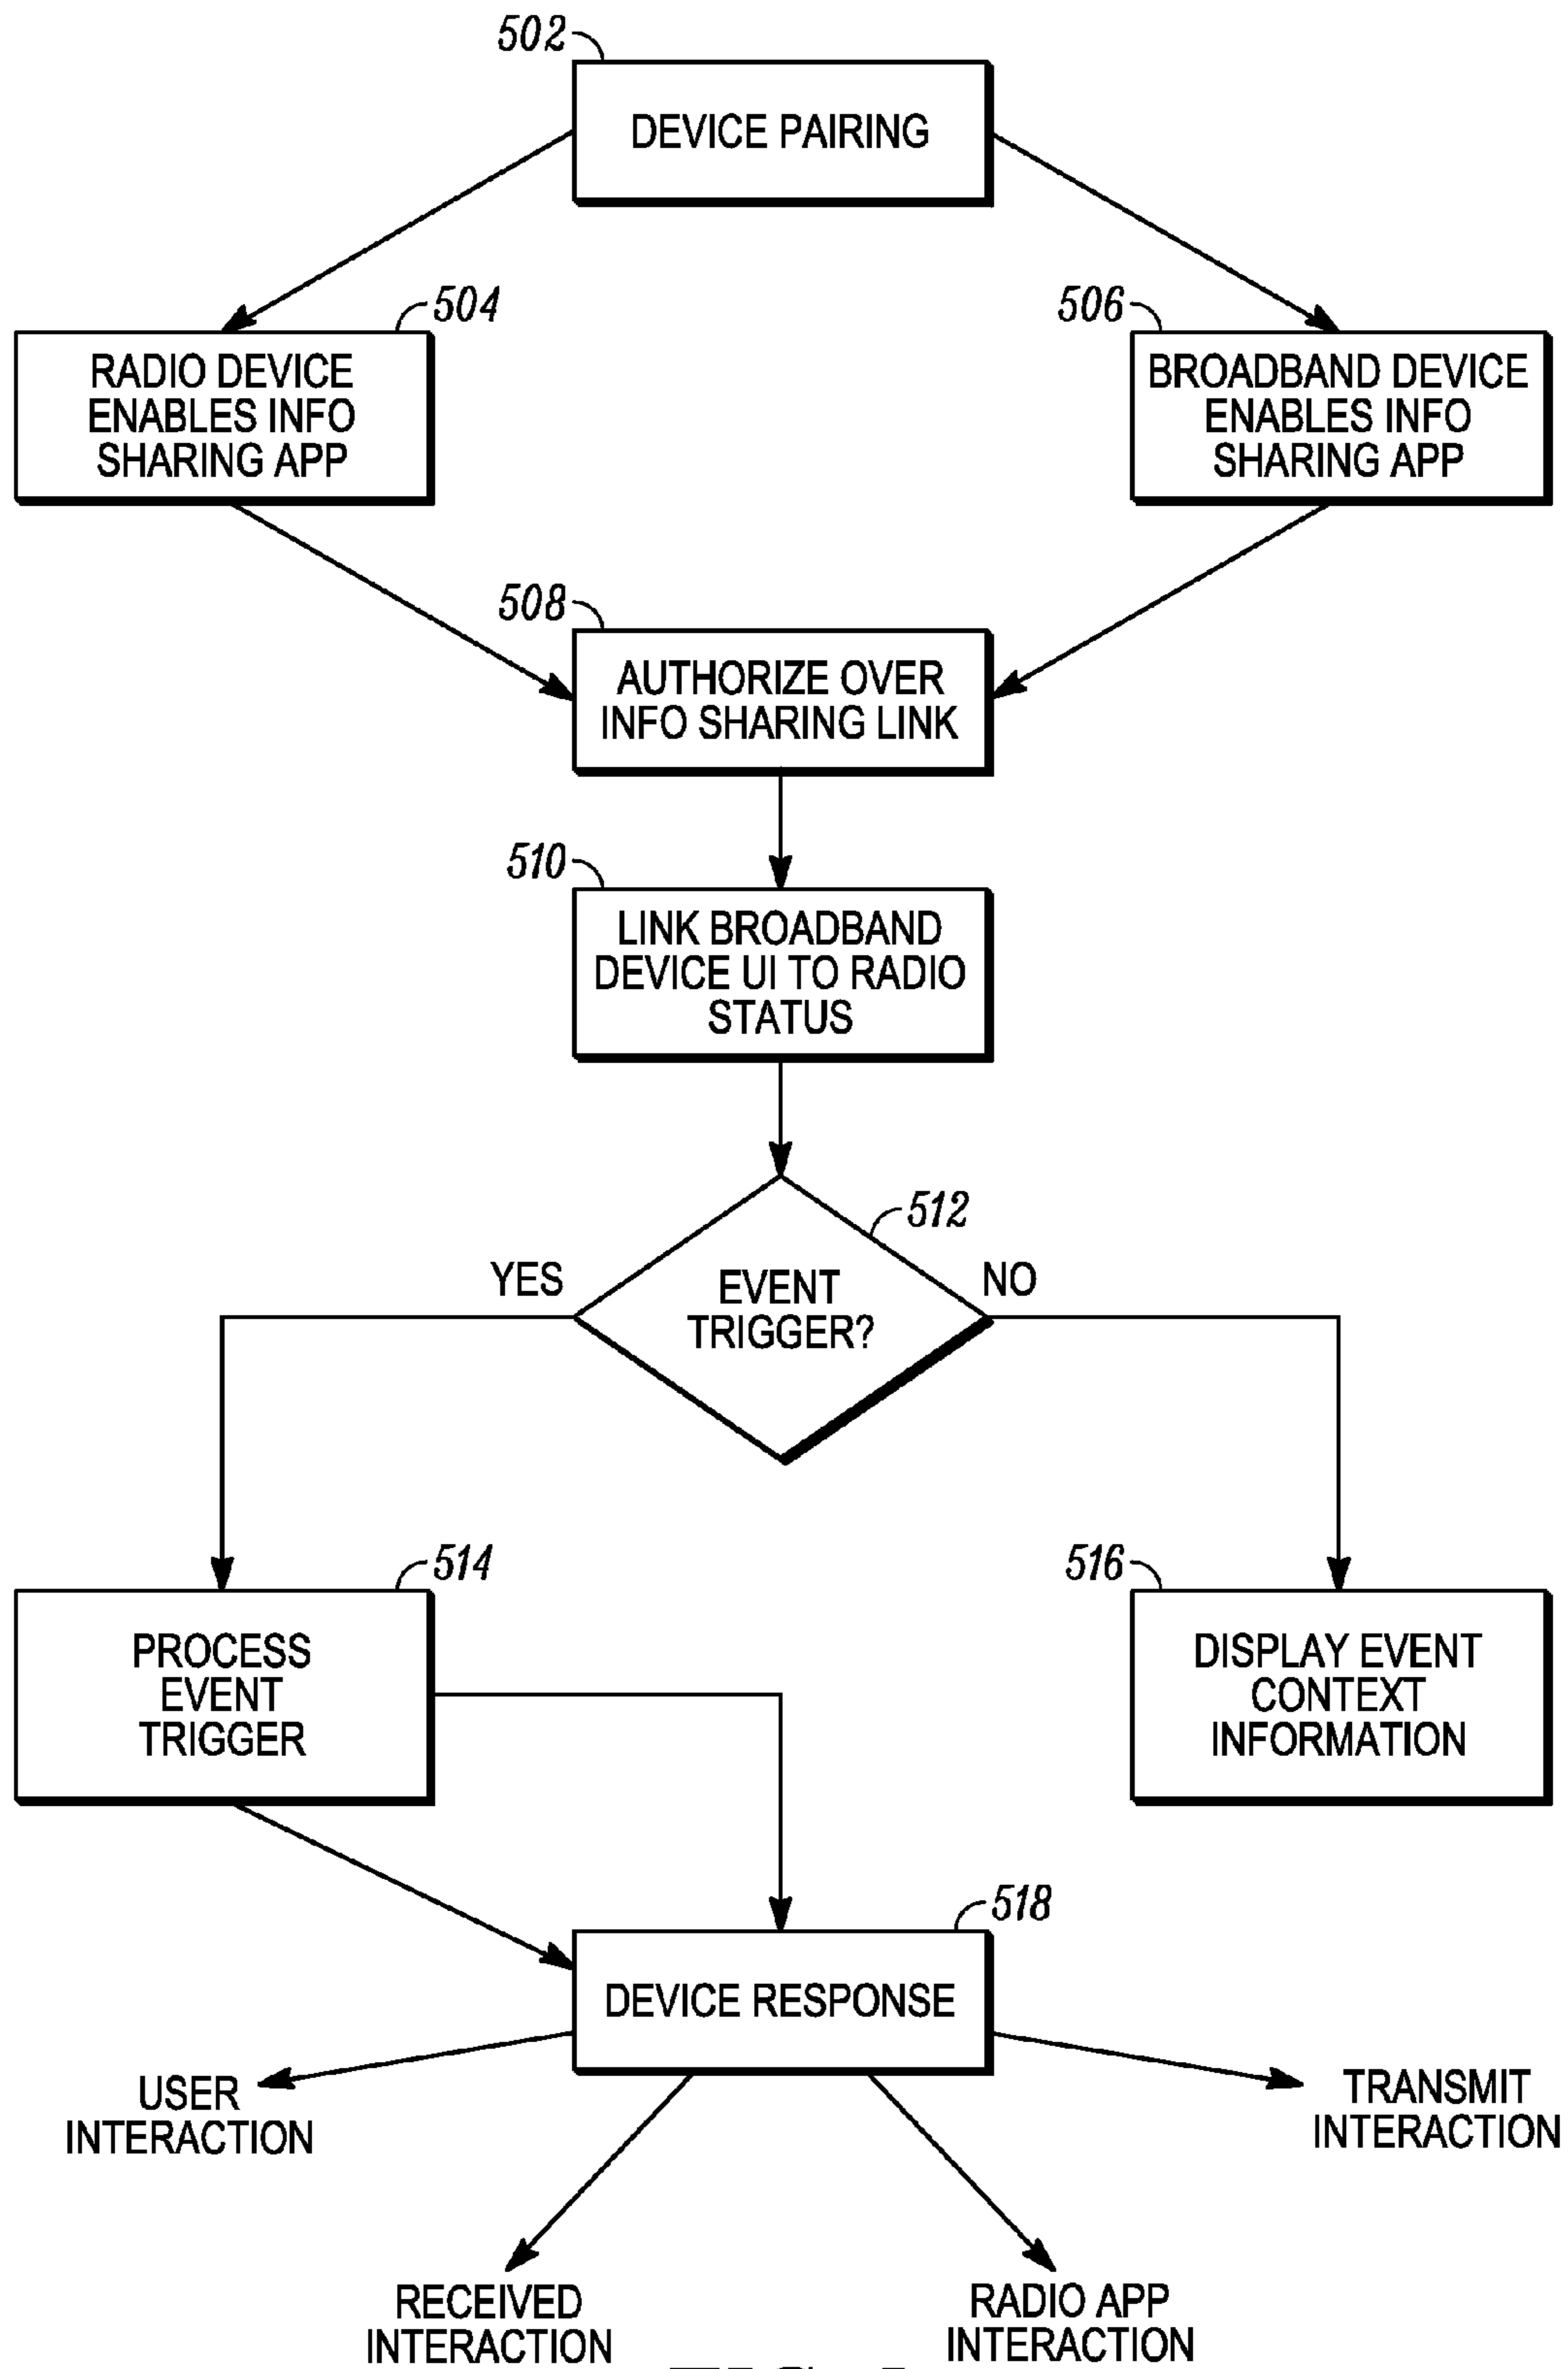 502
DEVICE PAIRING
504
RADIO DEVICE
ENABLES INFO
SHARING APP
506
BROADBAND DEVICE
ENABLES INFO
SHARING APP
508
AUTHORIZE OVER
INFO SHARING LINK
510
LINK BROADBAND
DEVICE UI TO RADIO
STATUS
512
YES
EVENT
TRIGGER?
NO
514
PROCESS
EVENT
TRIGGER
516
DISPLAY EVENT
CONTEXT
INFORMATION
518
DEVICE RESPONSE
USER
INTERACTION
TRANSMIT
INTERACTION
RECEIVED
INTERACTION
RADIO APP
INTERACTION